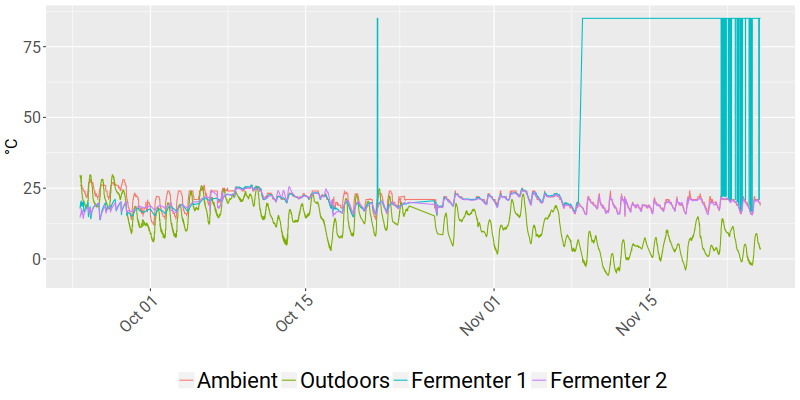 °C
75
50
25
0
Oct 01
Oct 15
Nov 01
Nov 15
Ambient Outdoors Fermenter 1 Fermenter 2